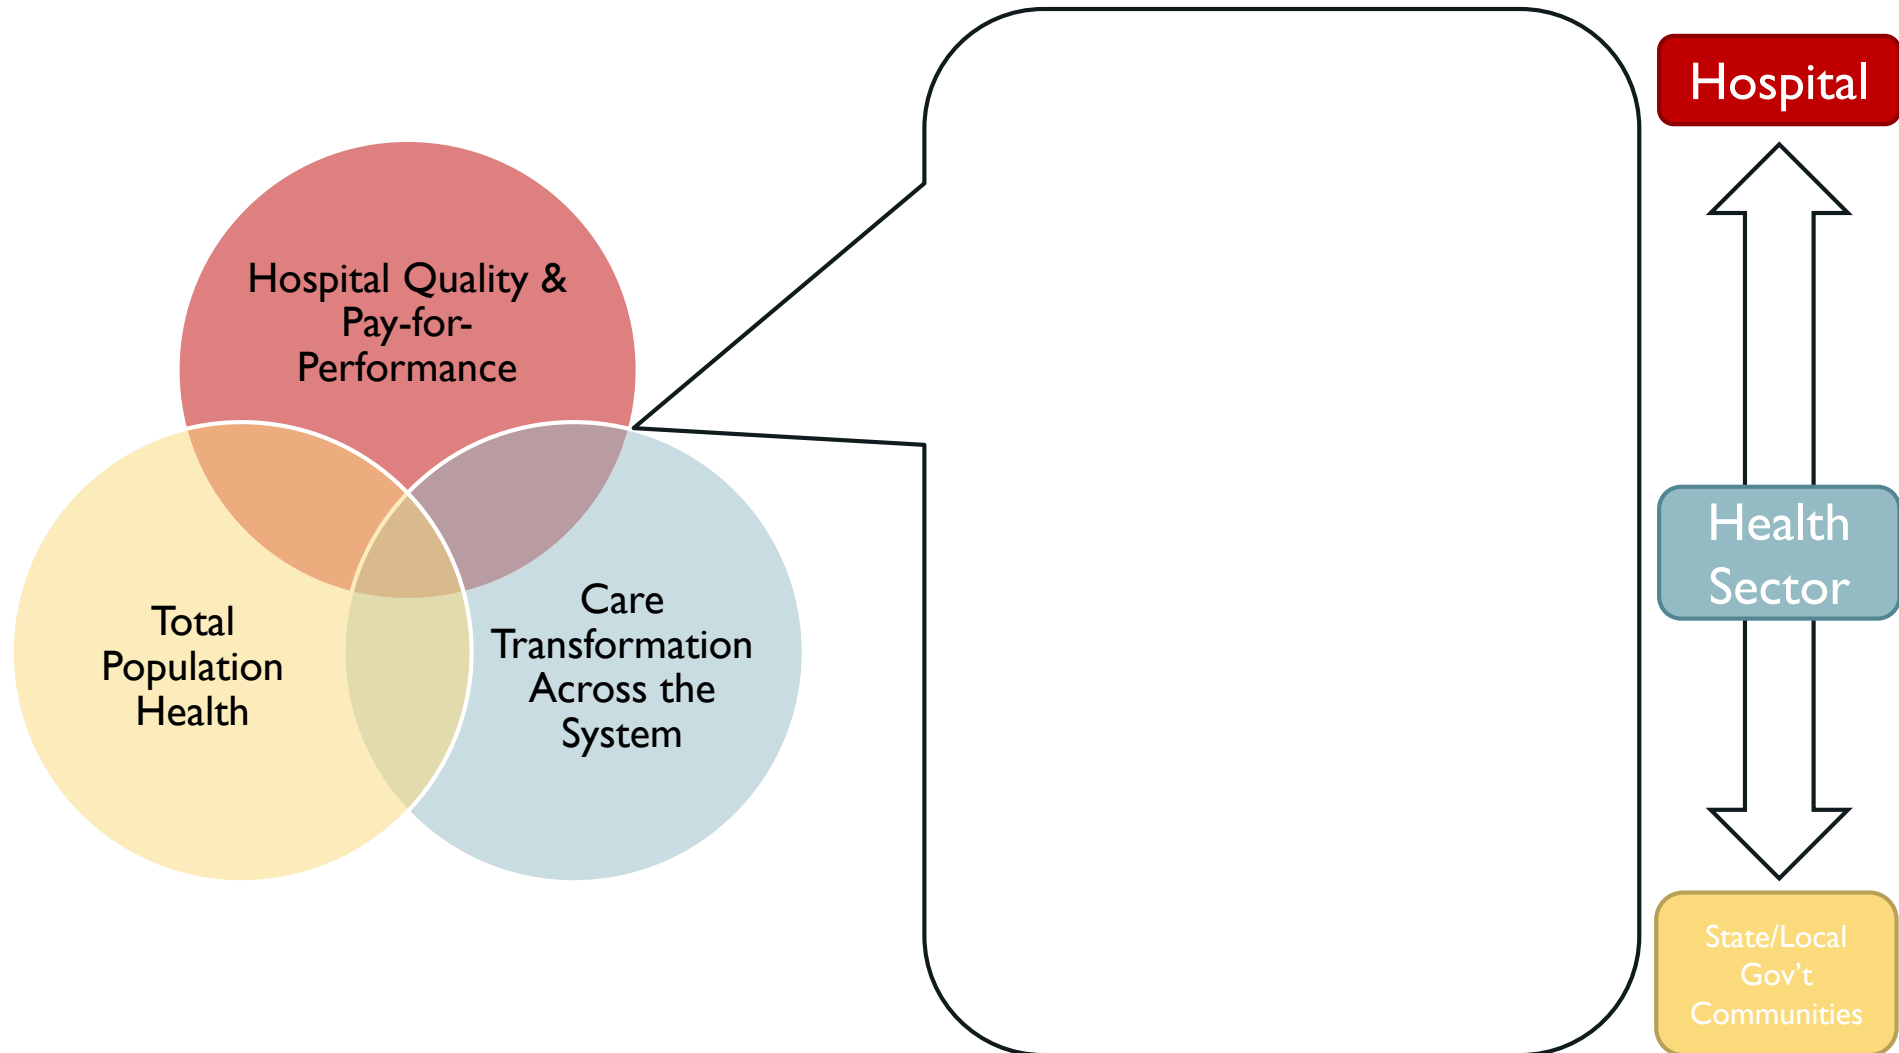 Hospital Quality &
Pay-for-
Performance
Total
Population
Health
Care
Transformation
Across the
System
Hospital
Health
Sector
State/Local
Gov’t
Communities